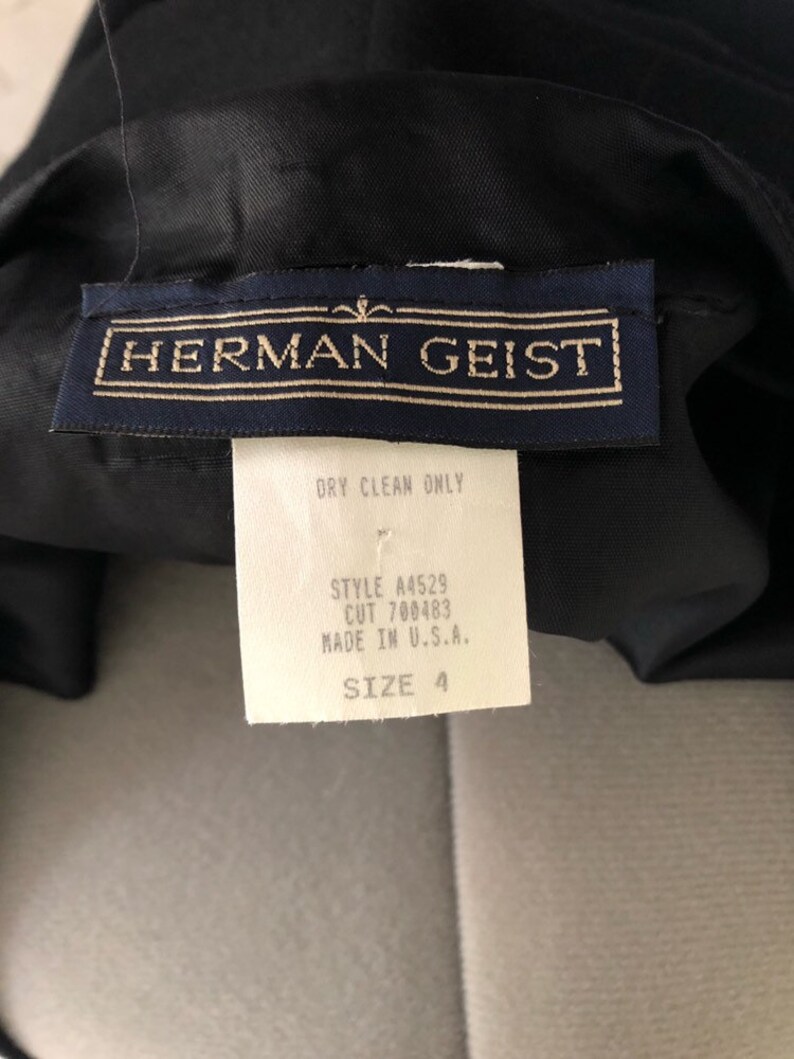 HERMAN GEIST
DRY CLEAN ONLY
STYLE A4529
CUT 700483
MADE IN U.S.A.
SIZE 4